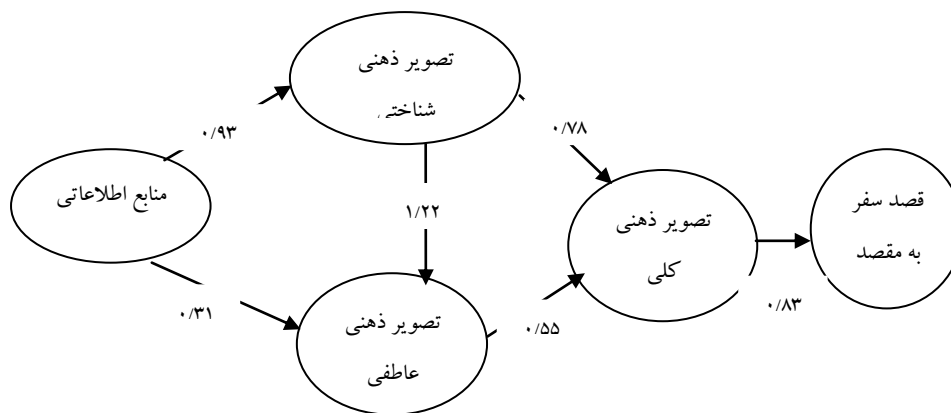 تصویر ذهنی
شناختی
۰/۹۳
۰/۷۸
منابع اطلاعاتی
۱/۲۲
تصویر ذهنی
کلی
قصد سفر
به مقصد
۰/۸۳
۰/۳۱
تصویر ذهنی
عاطفی
۰/۵۵